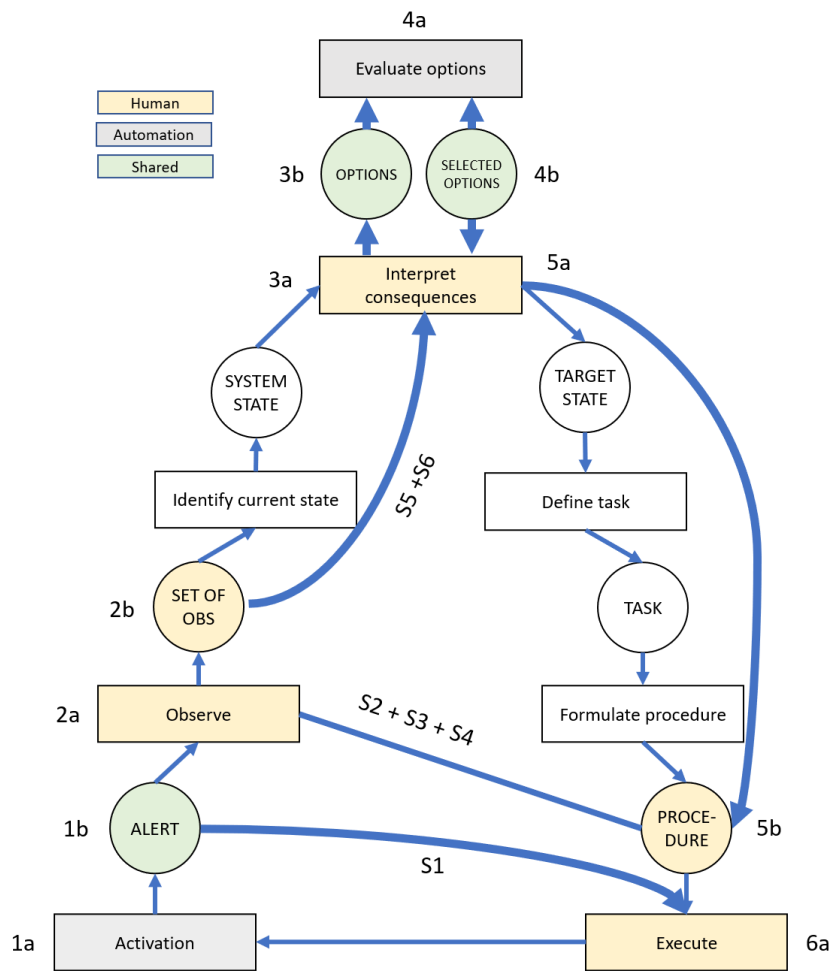 4a
Evaluate options
Human
Automation
Shared
3b
OPTIONS
SELECTED
OPTIONS
4b
3a
Interpret
consequences
5a
SYSTEM
STATE
TARGET
STATE
Identify current state
S5 +S6
Define task
2b
SET OF
OBS
TASK
2a
Observe
S2 + S3 + S4
Formulate procedure
1b
ALERT
S1
PROCE-
DURE
5b
1a
Activation
Execute
6a